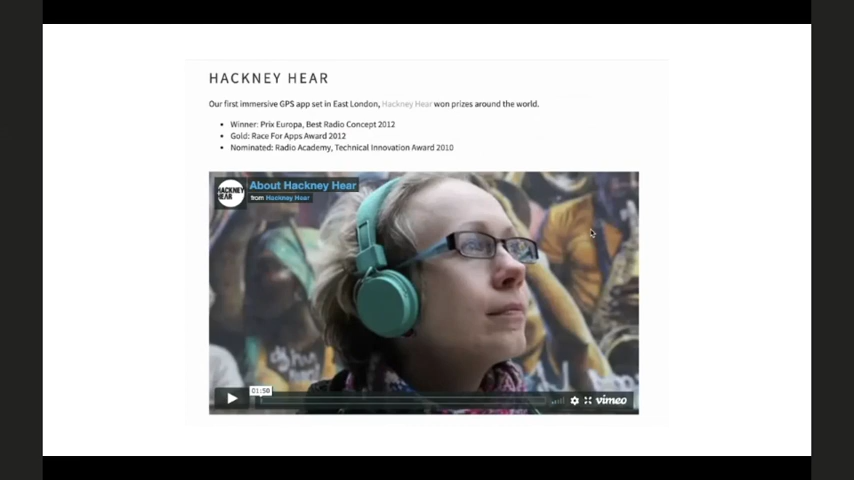 HACKNEY HEAR
Our first immersive GPS app set in East London, Hackney Hear won prizes around the world.
• Winner: Prix Europa, Best Radio Concept 2012
• Gold: Race For Apps Award 2012
• Nominated: Radio Academy, Technical Innovation Award 2010
HACKNEY
HEAR
About Hackney Hear
from Hackney Hear
01:50
vimeo